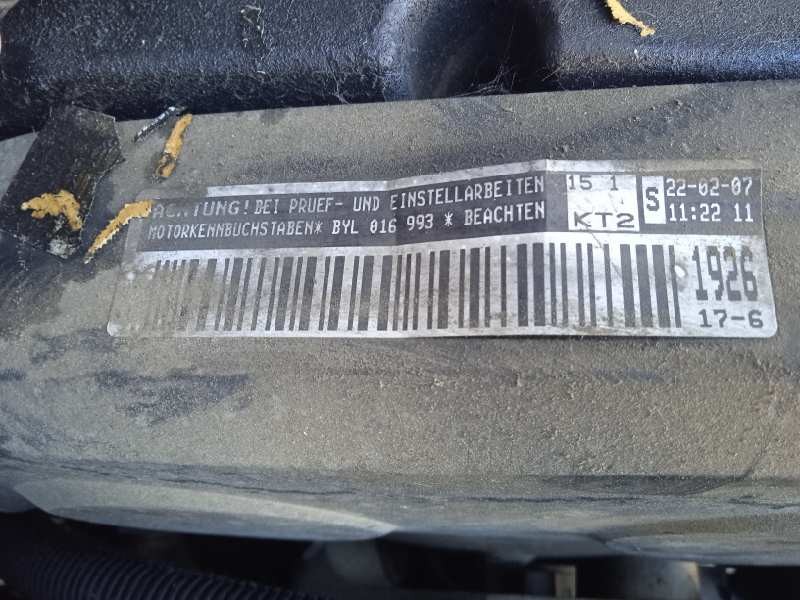 ACHTUNG! BEI PRUEF- UND EINSTELLARBEITEN
MOTORKENNBUCHSTABEN* BYL 016 993 * BEACHTEN
15 1
KT2
S
22-02-07
11:22 11
1926
17-6